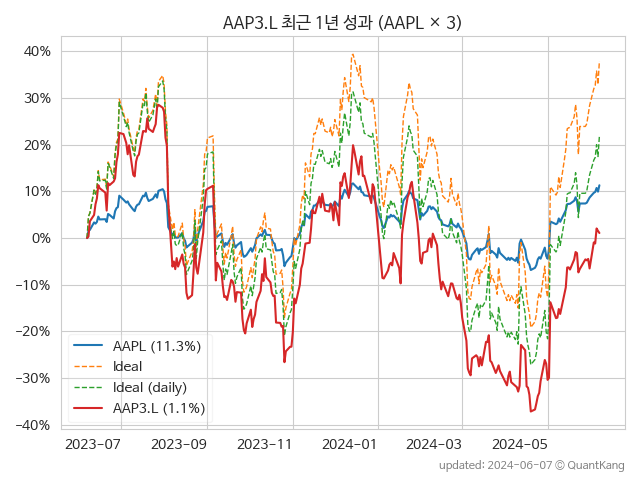 AAP3.L 최근 1년 성과 (AAPL × 3)
40%
30%
20%
10%
0%
−10%
−20%
−30%
−40%
AAPL (11.3%)
Ideal
Ideal (daily)
AAP3.L (1.1%)
2023-07 2023-09 2023-11 2024-01 2024-03 2024-05
updated: 2024-06-07 @ QuantKang